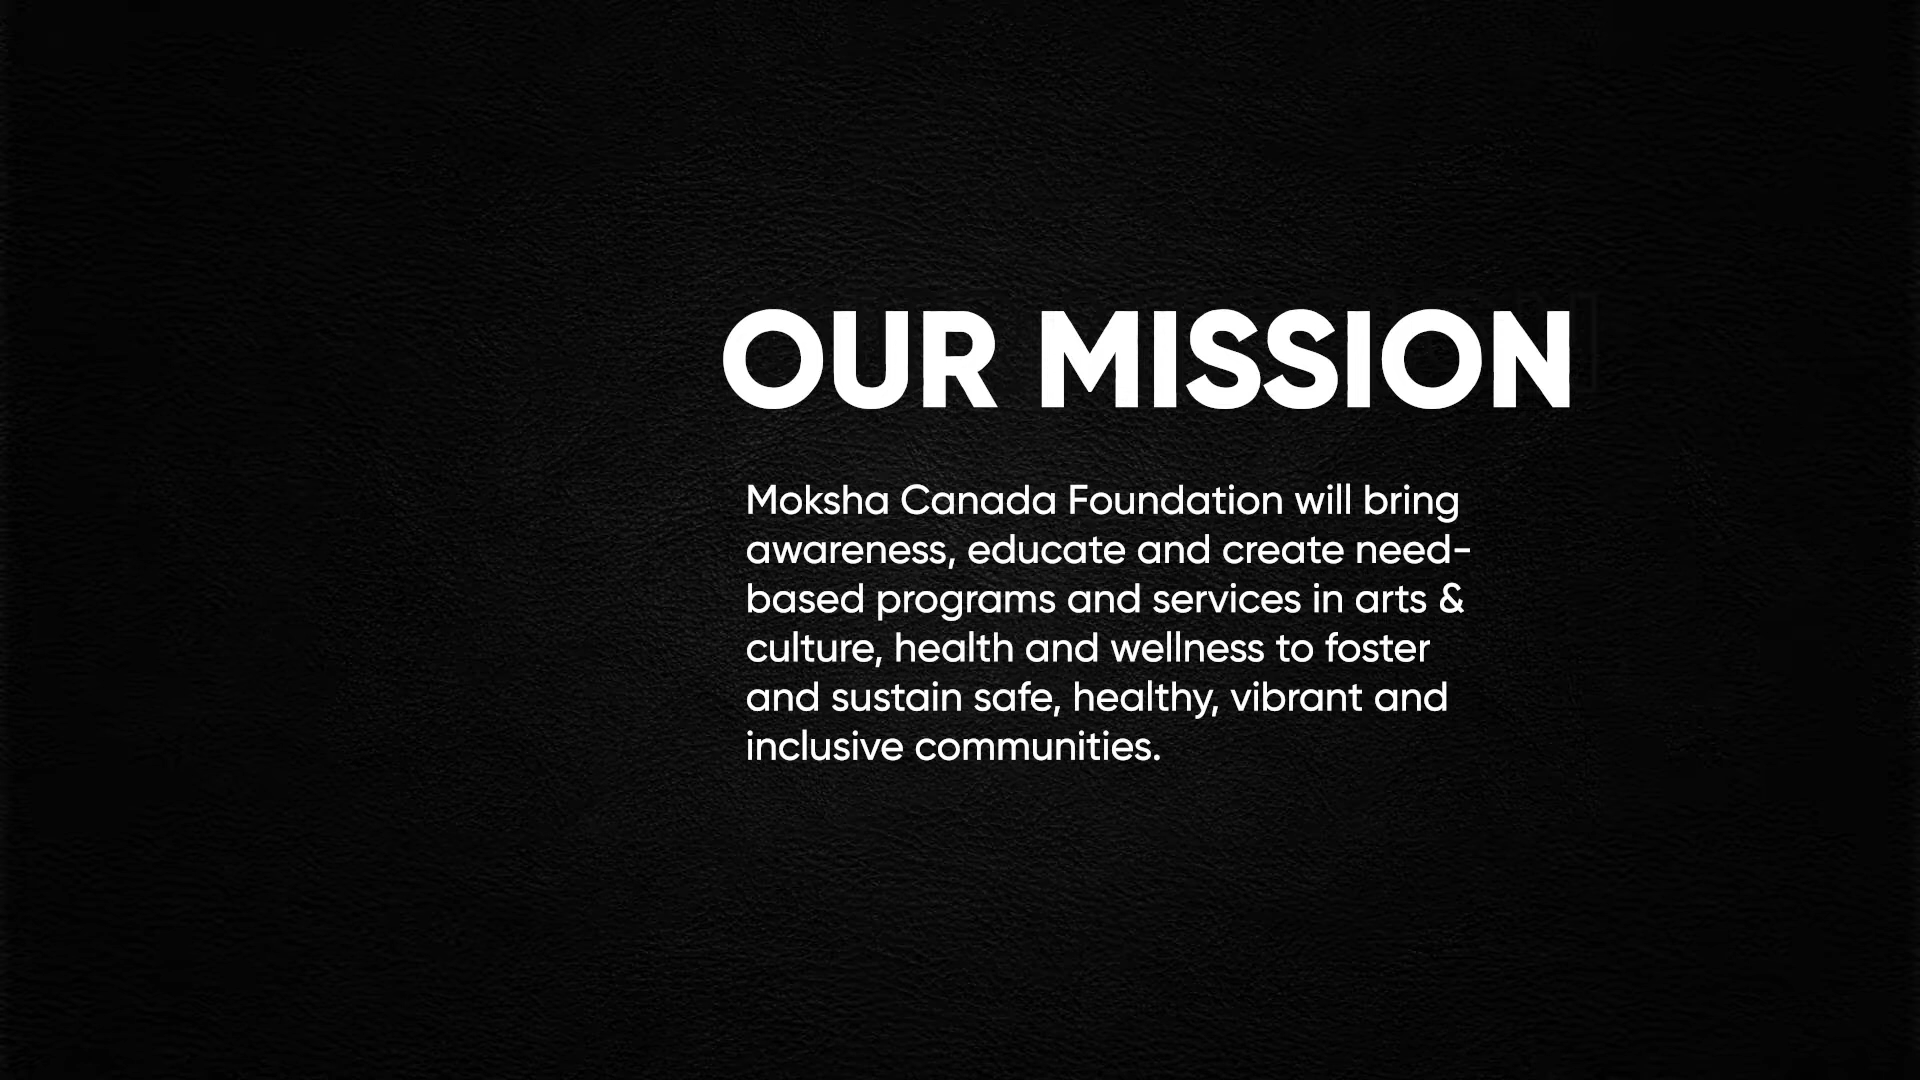 OUR MISSION
Moksha Canada Foundation will bring
awareness, educate and create need-
based programs and services in arts &
culture, health and wellness to foster
and sustain safe, healthy, vibrant and
inclusive communities.